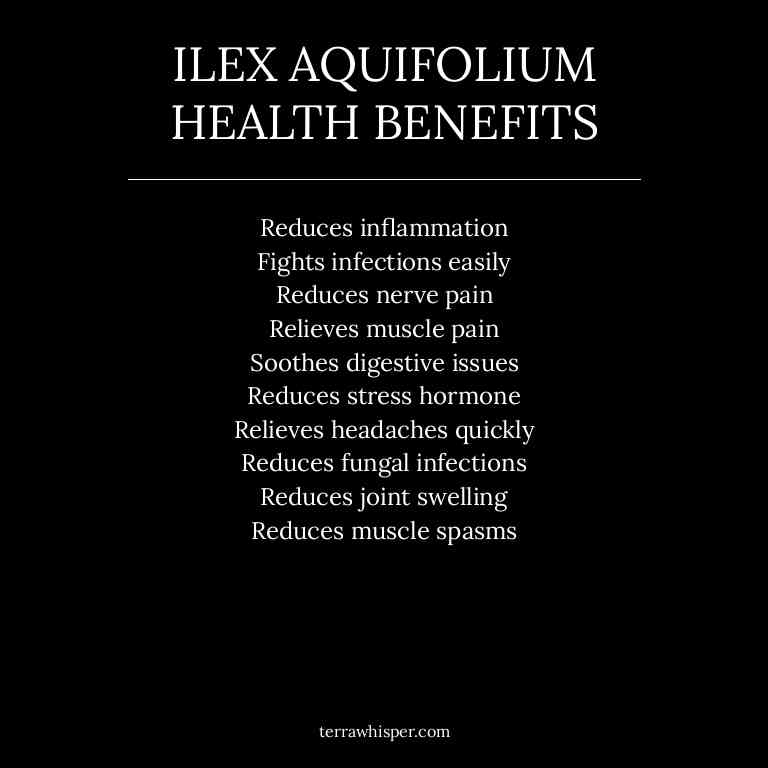 ILEX AQUIFOLIUM
HEALTH BENEFITS
Reduces inflammation
Fights infections easily
Reduces nerve pain
Relieves muscle pain
Soothes digestive issues
Reduces stress hormone
Relieves headaches quickly
Reduces fungal infections
Reduces joint swelling
Reduces muscle spasms
terrawhisper.com